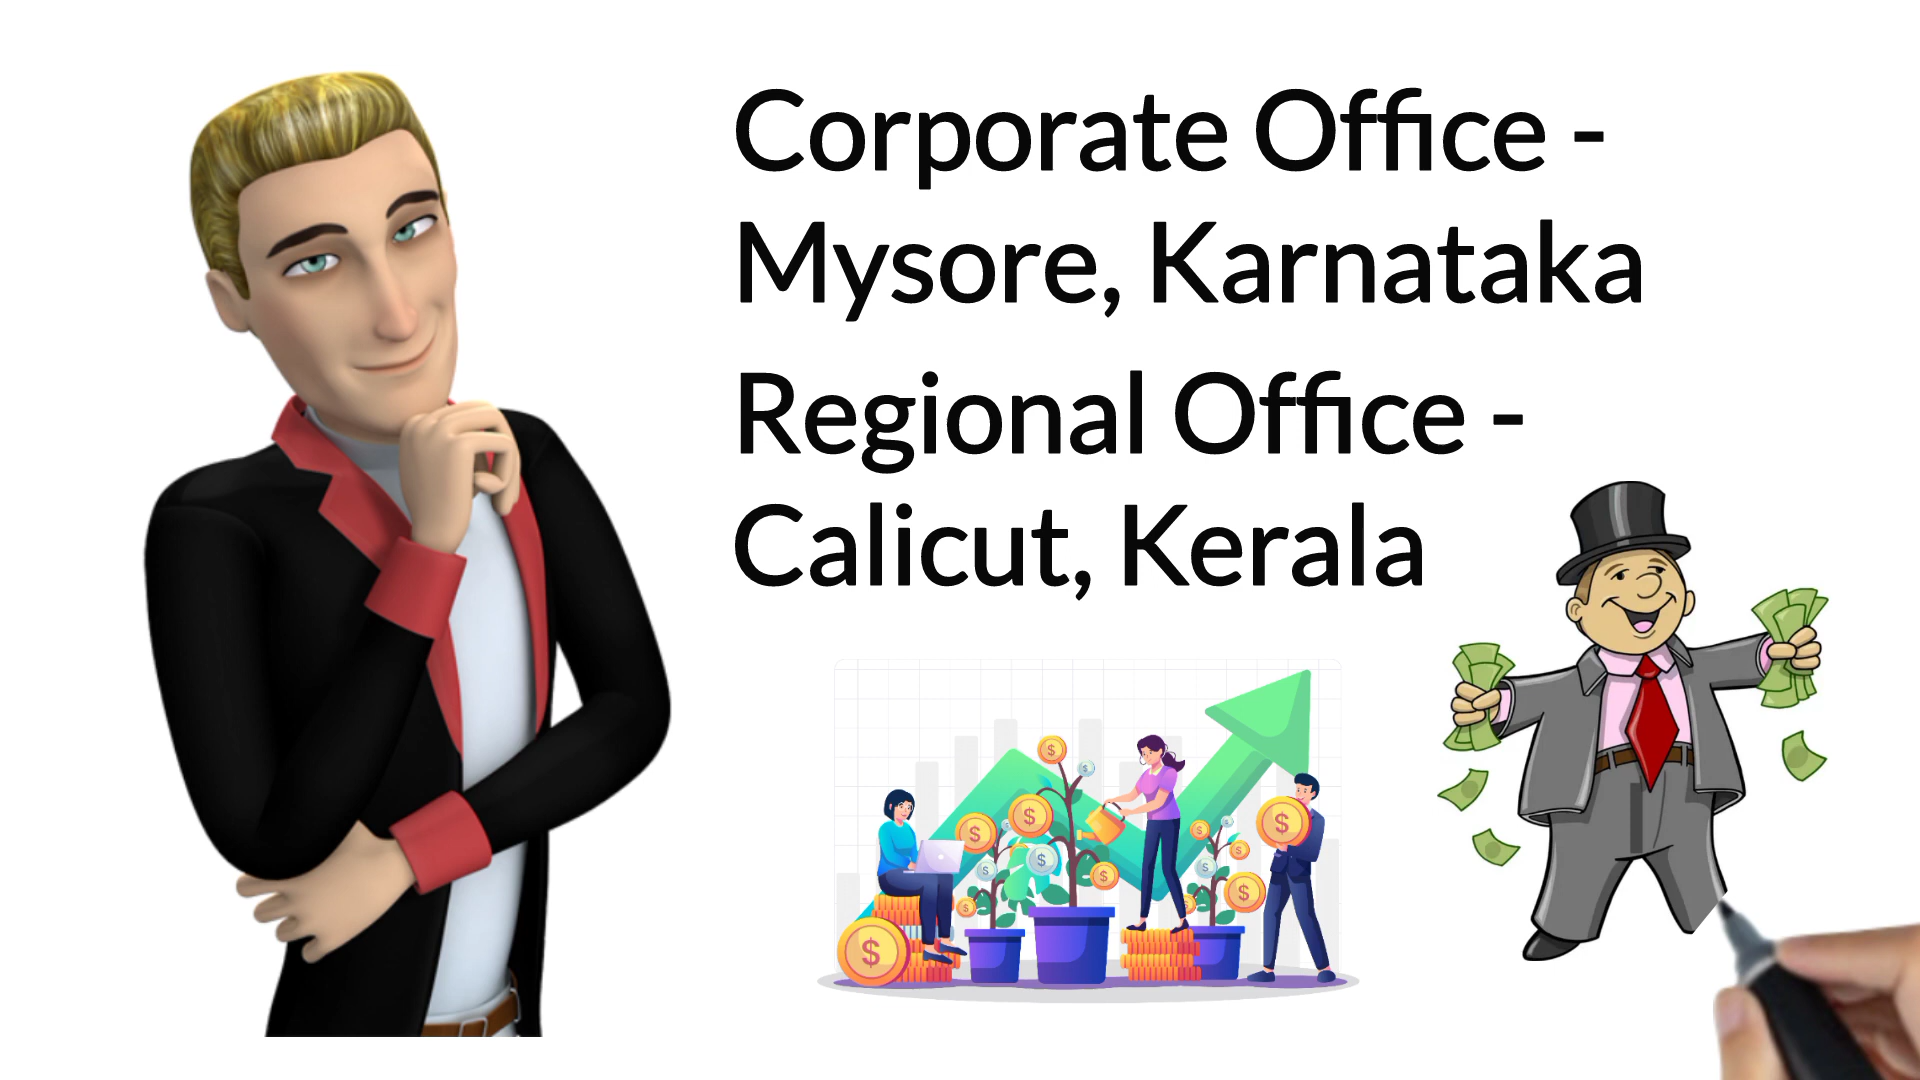 Corporate Office -
Mysore, Karnataka
Regional Office -
Calicut, Kerala